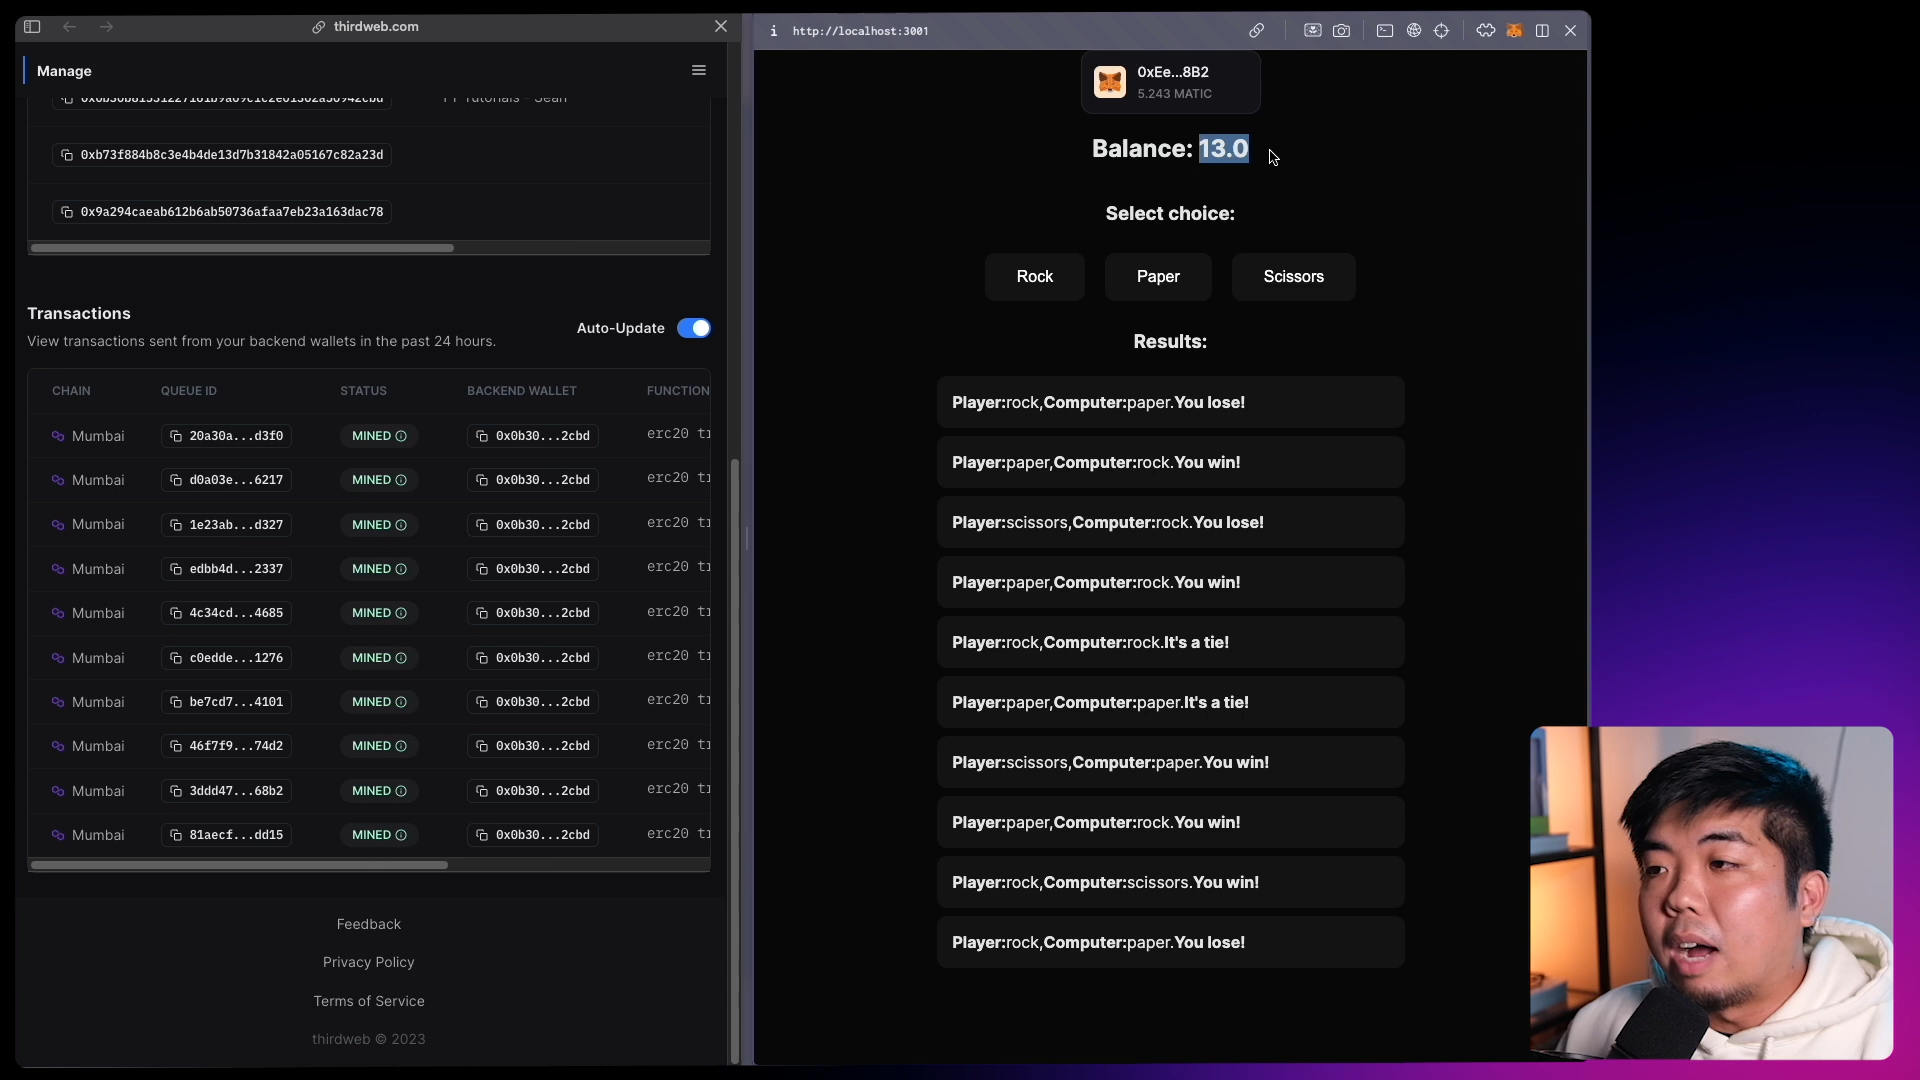 thirdweb.com
Manage
0xb73f884b8c3e4b4de13d7b31842a05167c82a23d
0x9a294caeab612b6ab50736afaa7eb23a163dac78
Transactions
View transactions sent from your backend wallets in the past 24 hours.
Auto-Update
CHAIN QUEUE ID STATUS BACKEND WALLET FUNCTION
Mumbai 20a30a...d3f0 MINED 0x0b30...2cbd erc20
Mumbai d0a03e...6217 MINED 0x0b30...2cbd erc20
Mumbai 1e23ab...d327 MINED 0x0b30...2cbd erc20
Mumbai edbb4d...2337 MINED 0x0b30...2cbd erc20
Mumbai 4c34cd...4685 MINED 0x0b30...2cbd erc20
Mumbai c0edde...1276 MINED 0x0b30...2cbd erc20
Mumbai be7cd7...4101 MINED 0x0b30...2cbd erc20
Mumbai 46f7f9...74d2 MINED 0x0b30...2cbd erc20
Mumbai 3ddd47...68b2 MINED 0x0b30...2cbd erc20
Mumbai 81aecf...dd15 MINED 0x0b30...2cbd erc20
Feedback
Privacy Policy
Terms of Service
thirdweb © 2023
http://localhost:3001
0xEe...8B2
5.243 MATIC
Balance: 13.0
Select choice:
Rock Paper Scissors
Results:
Player:rock,Computer:paper.You lose!
Player:paper,Computer:rock.You win!
Player:scissors,Computer:rock.You lose!
Player:paper,Computer:rock.You win!
Player:rock,Computer:rock.It's a tie!
Player:paper,Computer:paper.It's a tie!
Player:scissors,Computer:paper.You win!
Player:paper,Computer:rock.You win!
Player:rock,Computer:scissors.You win!
Player:rock,Computer:paper.You lose!